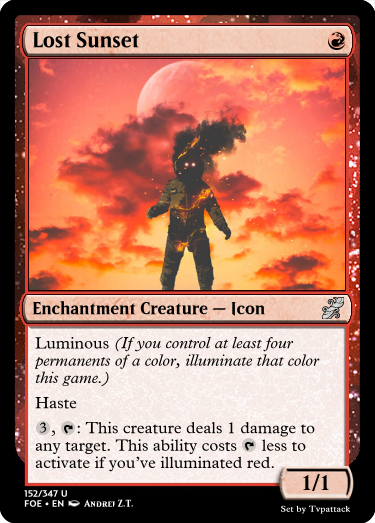 Lost Sunset
Enchantment Creature — Icon
Luminous (If you control at least four
permanents of a color, illuminate that color
this game.)
Haste
3, : This creature deals 1 damage to
any target. This ability costs less to
activate if you've illuminated red.
1/1
152/347 U
FOE • EN Andrei Z.T.
Set by Tvpattack